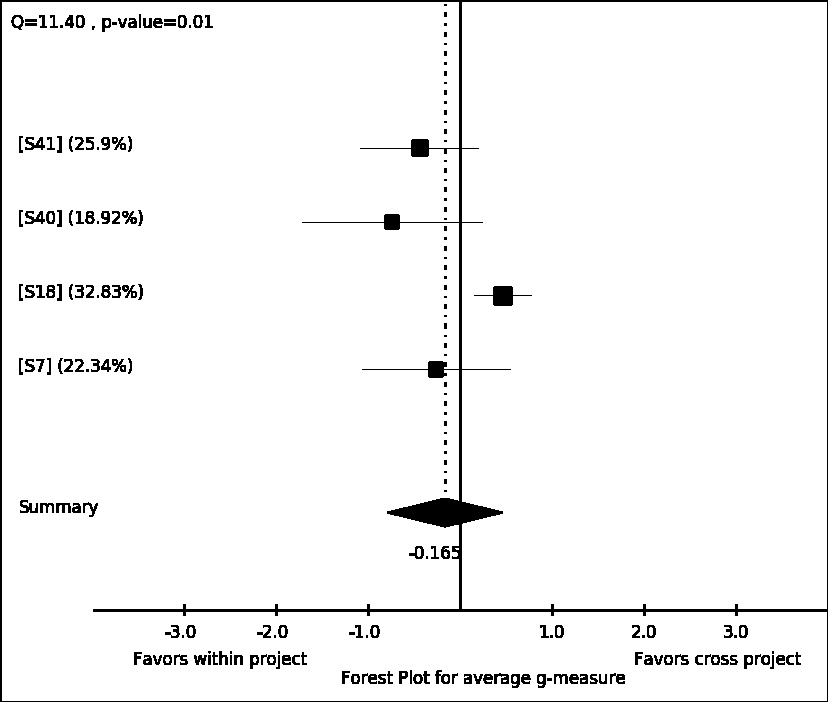 Q=11.40 , p-value=0.01
[S41] (25.9%)
[S40] (18.92%)
[S18] (32.83%)
[S7] (22.34%)
Summary
-0.165
-3.0 -2.0 -1.0 1.0 2.0 3.0
Favors within project Favors cross project
Forest Plot for average g-measure